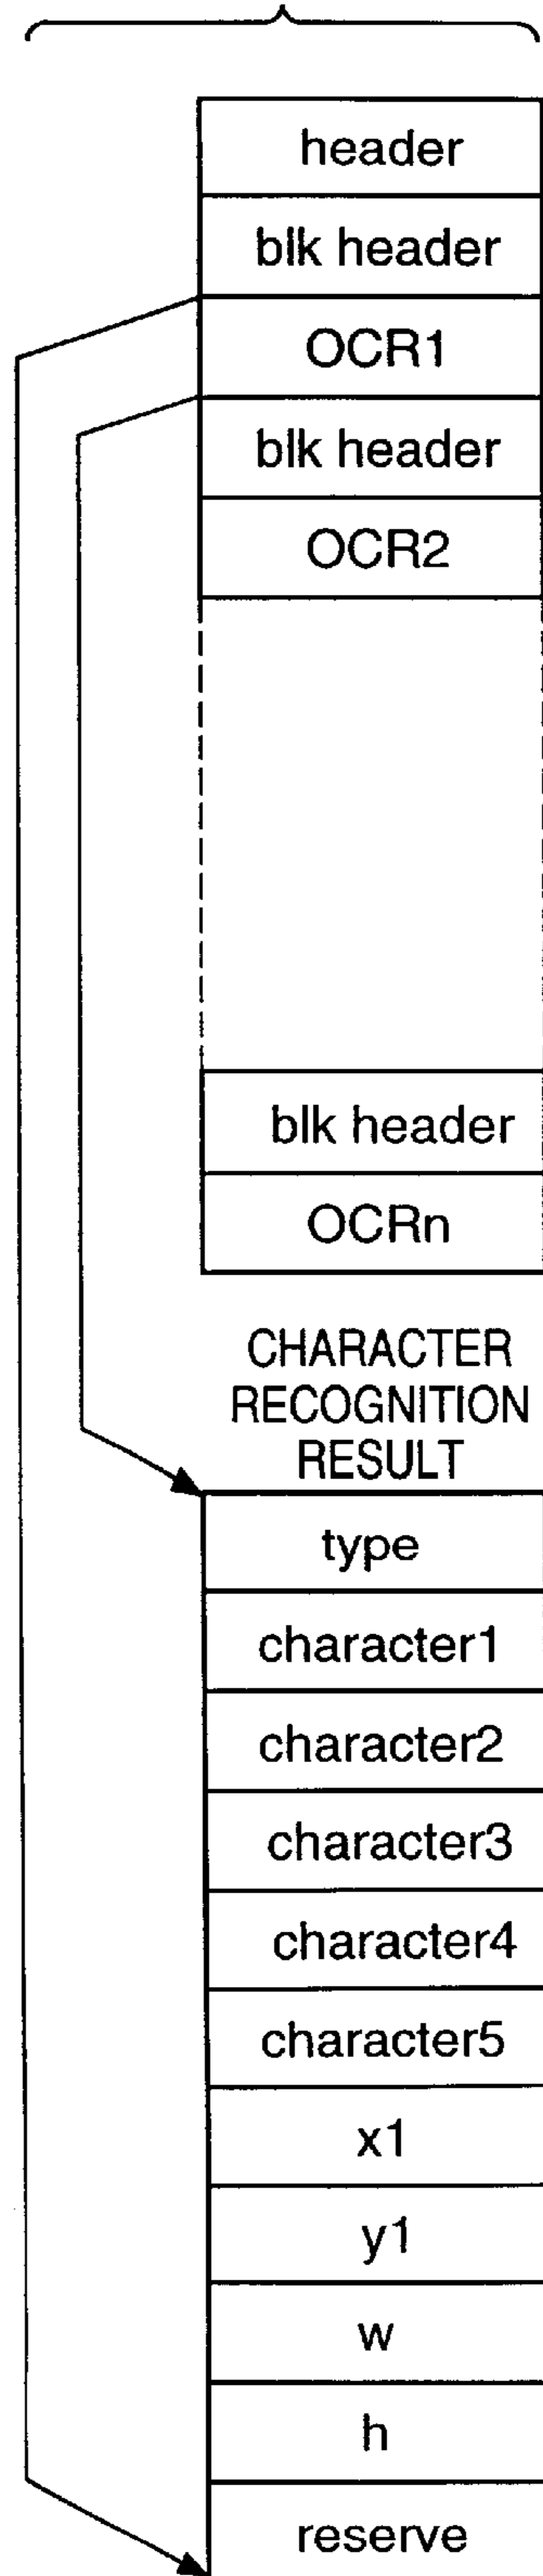 header
blk header
OCR1
blk header
OCR2
blk header
OCRn
CHARACTER
RECOGNITION
RESULT
type
character1
character2
character3
character4
character5
x1
y1
w
h
reserve